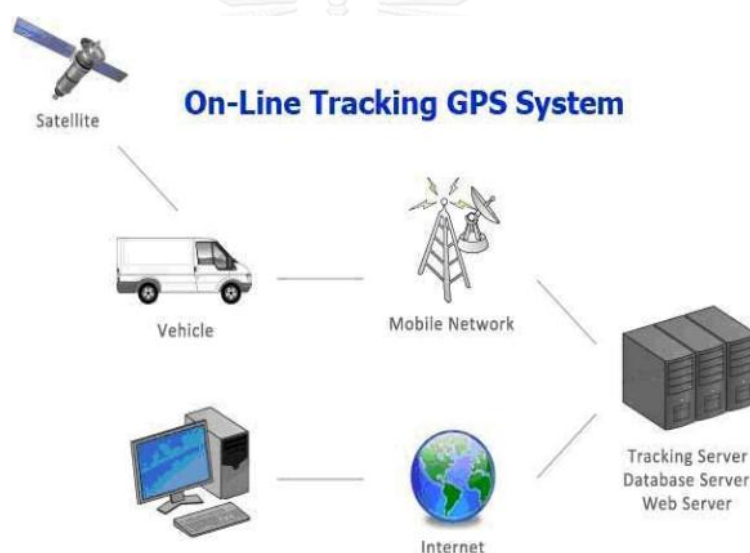 On-Line Tracking GPS System
Satellite
Vehicle
Mobile Network
Tracking Server
Database Server
Web Server
Internet